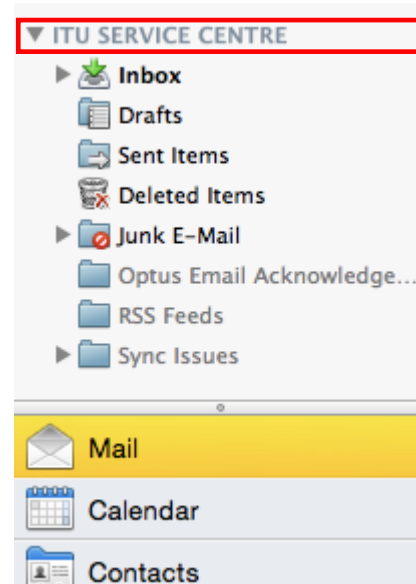 ITU SERVICE CENTRE
Inbox
Drafts
Sent Items
Deleted Items
Junk E-Mail
Optus Email Acknowledge...
RSS Feeds
Sync Issues
Mail
Calendar
Contacts